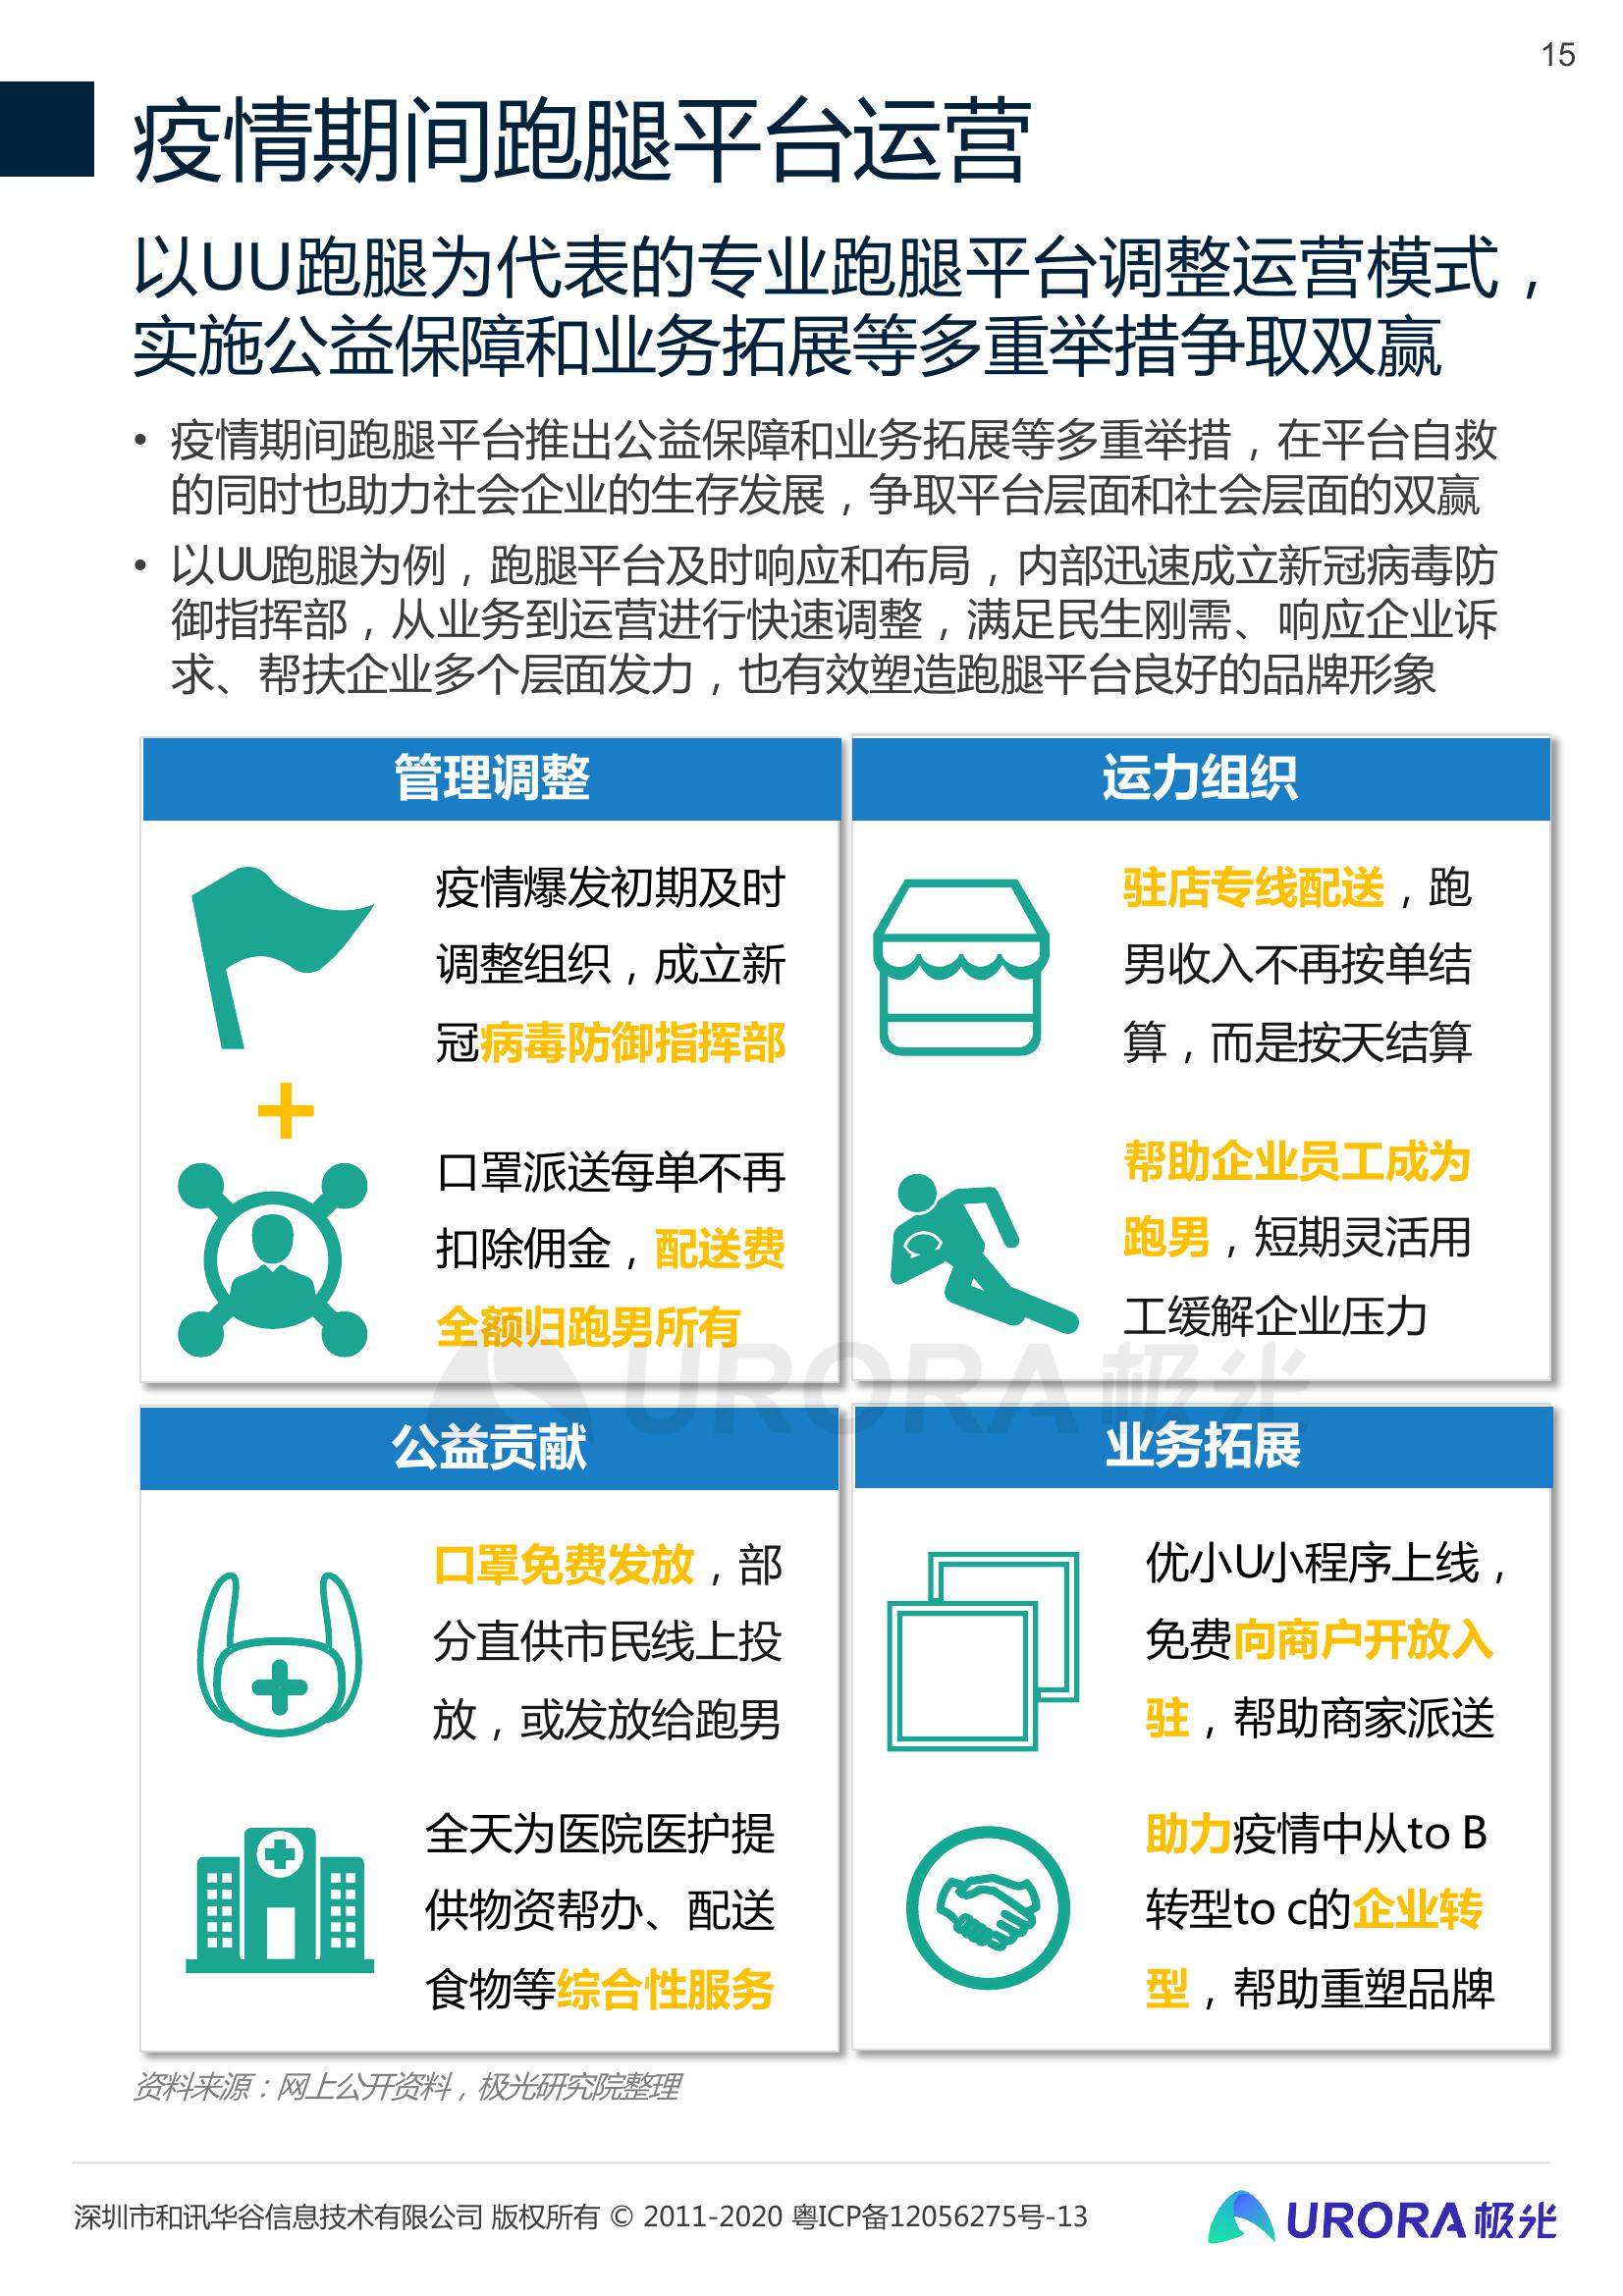 15
疫情期间跑腿平台运营
以UU跑腿为代表的专业跑腿平台调整运营模式，
实施公益保障和业务拓展等多重举措争取双赢
• 疫情期间跑腿平台推出公益保障和业务拓展等多重举措，在平台自救
的同时也助力社会企业的生存发展，争取平台层面和社会层面的双赢
• 以UU跑腿为例，跑腿平台及时响应和布局，内部迅速成立新冠病毒防
御指挥部，从业务到运营进行快速调整，满足民生刚需、响应企业诉
求、帮扶企业多个层面发力，也有效塑造跑腿平台良好的品牌形象
管理调整
疫情爆发初期及时
调整组织，成立新
冠病毒防御指挥部
口罩派送每单不再
扣除佣金，配送费
全额归跑男所有
运力组织
驻店专线配送，跑
男收入不再按单结
算，而是按天结算
帮助企业员工成为
跑男，短期灵活用
工缓解企业压力
URORA 极光
公益贡献
口罩免费发放，部
分直供市民线上投
放，或发放给跑男
全天为医院医护提
供物资帮办、配送
食物等综合性服务
业务拓展
优小U小程序上线，
免费向商户开放入
驻，帮助商家派送
助力疫情中从to B
转型to c的企业转
型，帮助重塑品牌
资料来源：网上公开资料，极光研究院整理
深圳市和讯华谷信息技术有限公司 版权所有 © 2011-2020 粤ICP备12056275号-13
URORA 极光